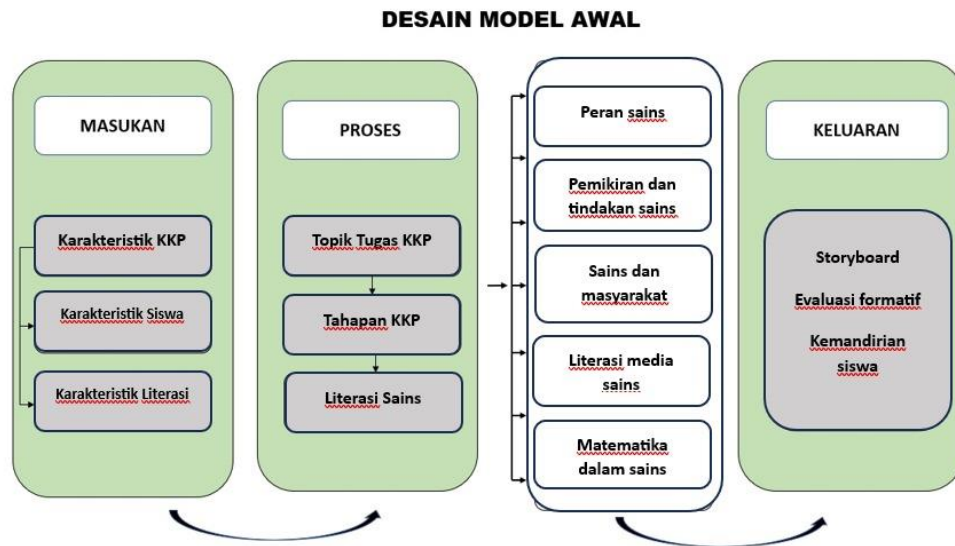 DESAIN MODEL AWAL
MASUKAN
Karakteristik KKP
Karakteristik Siswa
Karakteristik Literasi
PROSES
Topik Tugas KKP
Tahapan KKP
Literasi Sains
Peran sains
Pemikiran dan
tindakan sains
Sains dan
masyarakat
Literasi media
sains
Matematika
dalam sains
KELUARAN
Storyboard
Evaluasi formatif
Kemandirian
siswa